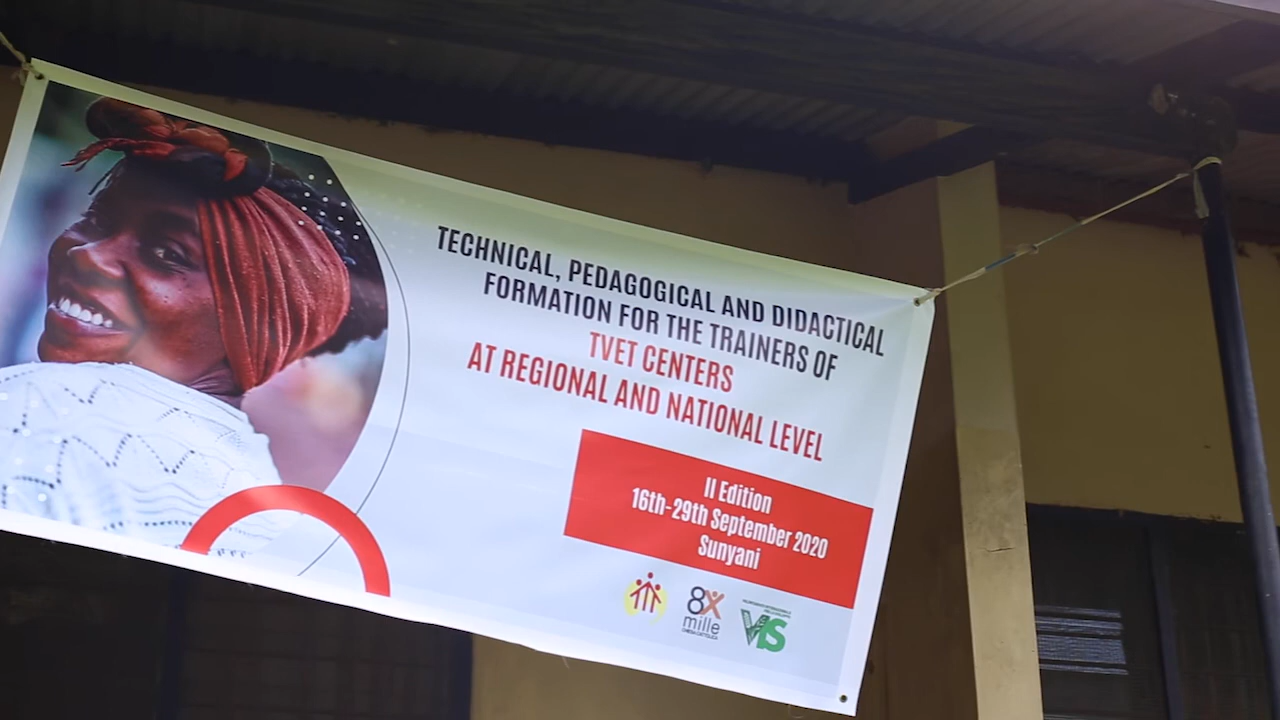 TECHNICAL, PEDAGOGICAL AND DIDACTICAL
FORMATION FOR THE TRAINERS OF
TVET CENTERS
AT REGIONAL AND NATIONAL LEVEL
II Edition
16th-29th September 2020
Sunyani
8X
mille
CHIESA CATTOLICA
VIS